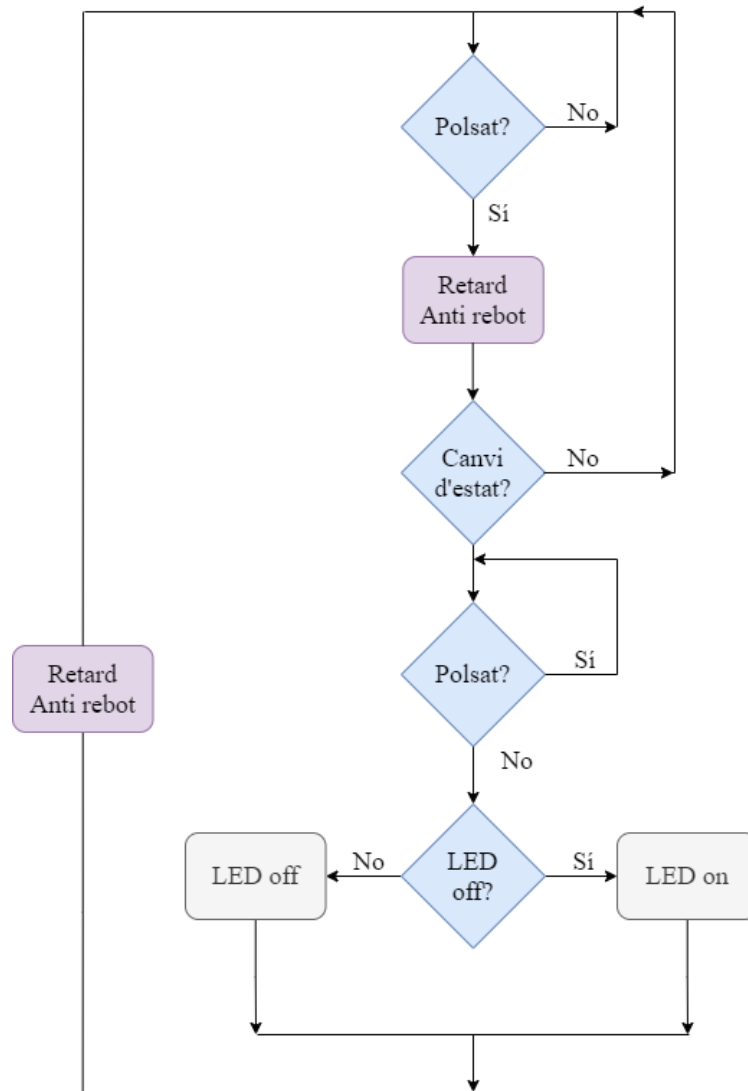 Polsat?
No
Sí
Retard
Anti rebot
Canvi
d'estat?
No
Polsat?
Sí
Retard
Anti rebot
No
LED off
No
LED
off?
Sí
LED on